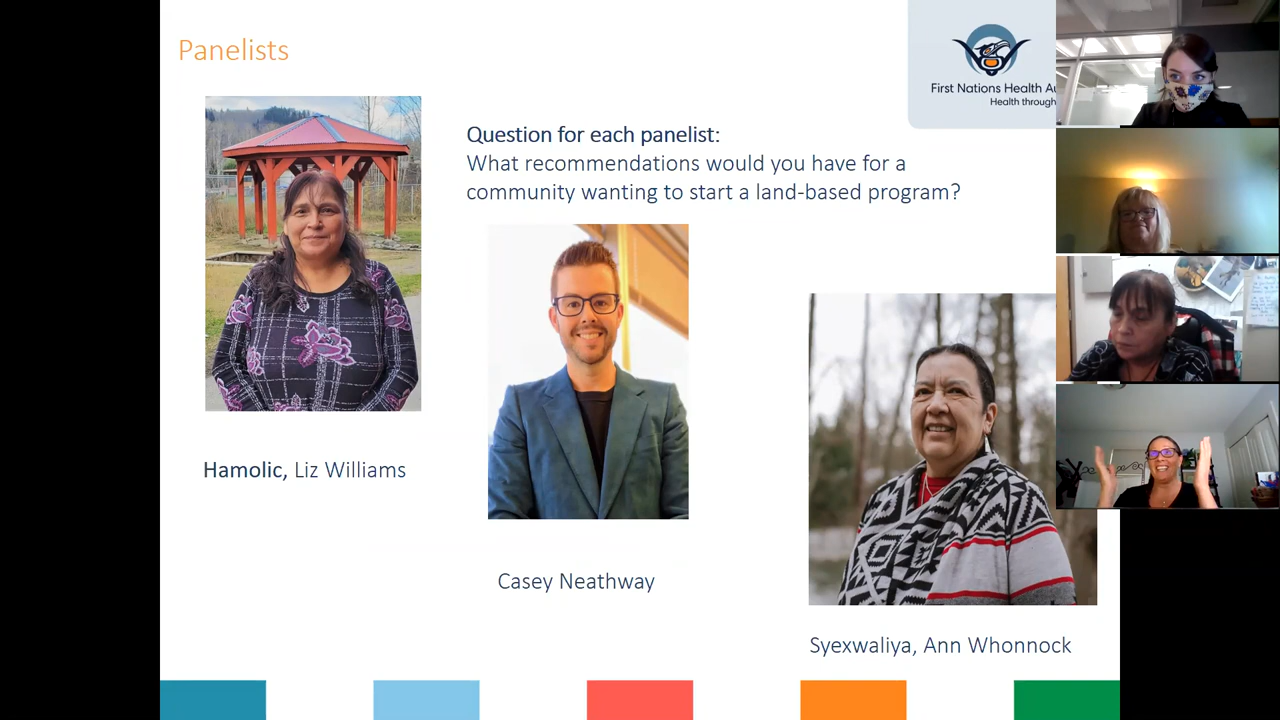 Panelists
First Nations Health
Health through
Question for each panelist:
What recommendations would you have for a
community wanting to start a land-based program?
Hamolic, Liz Williams
Casey Neathway
Syexwaliya, Ann Whonnock